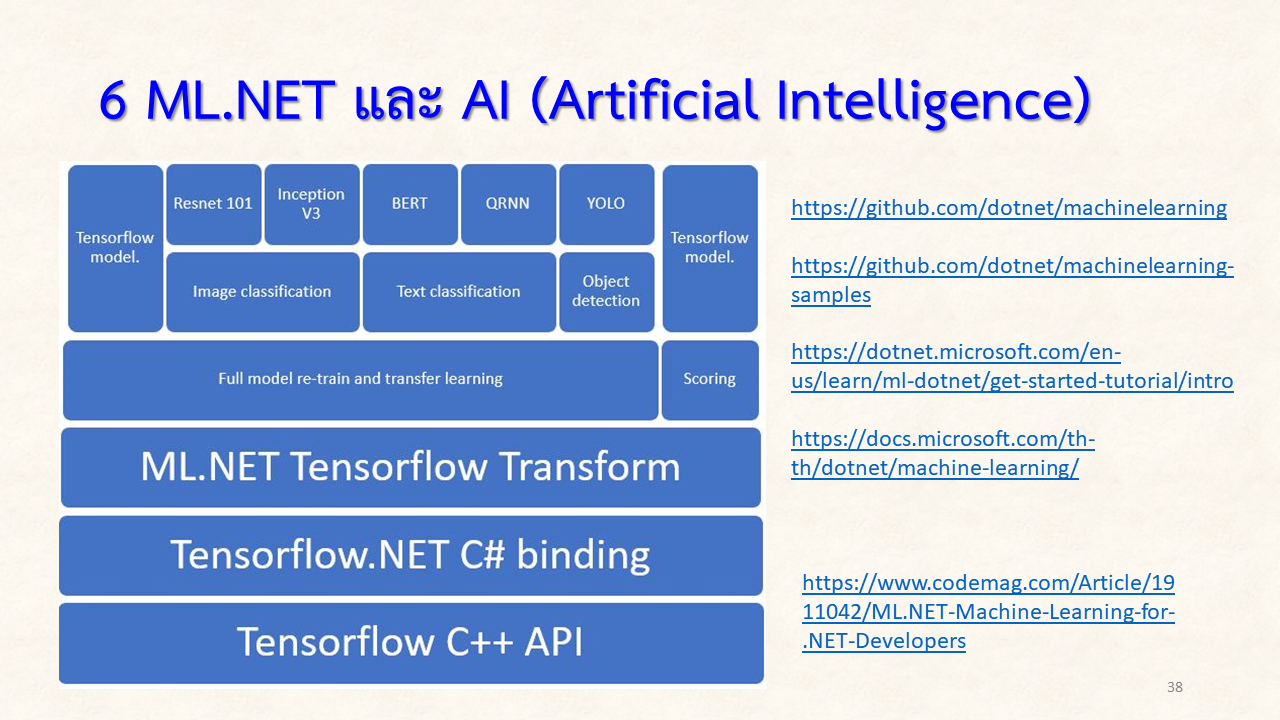 6 ML.NET และ AI (Artificial Intelligence)
Tensorflow
model.
Resnet 101
Inception
V3
BERT
QRNN
YOLO
Tensorflow
model.
Image classification
Text classification
Object
detection
Full model re-train and transfer learning
Scoring
ML.NET Tensorflow Transform
Tensorflow.NET C# binding
Tensorflow C++ API
https://github.com/dotnet/machinelearning
https://github.com/dotnet/machinelearning-
samples
https://dotnet.microsoft.com/en-
us/learn/ml-dotnet/get-started-tutorial/intro
https://docs.microsoft.com/th-
th/dotnet/machine-learning/
https://www.codemag.com/Article/19
11042/ML.NET-Machine-Learning-for-
.NET-Developers
38